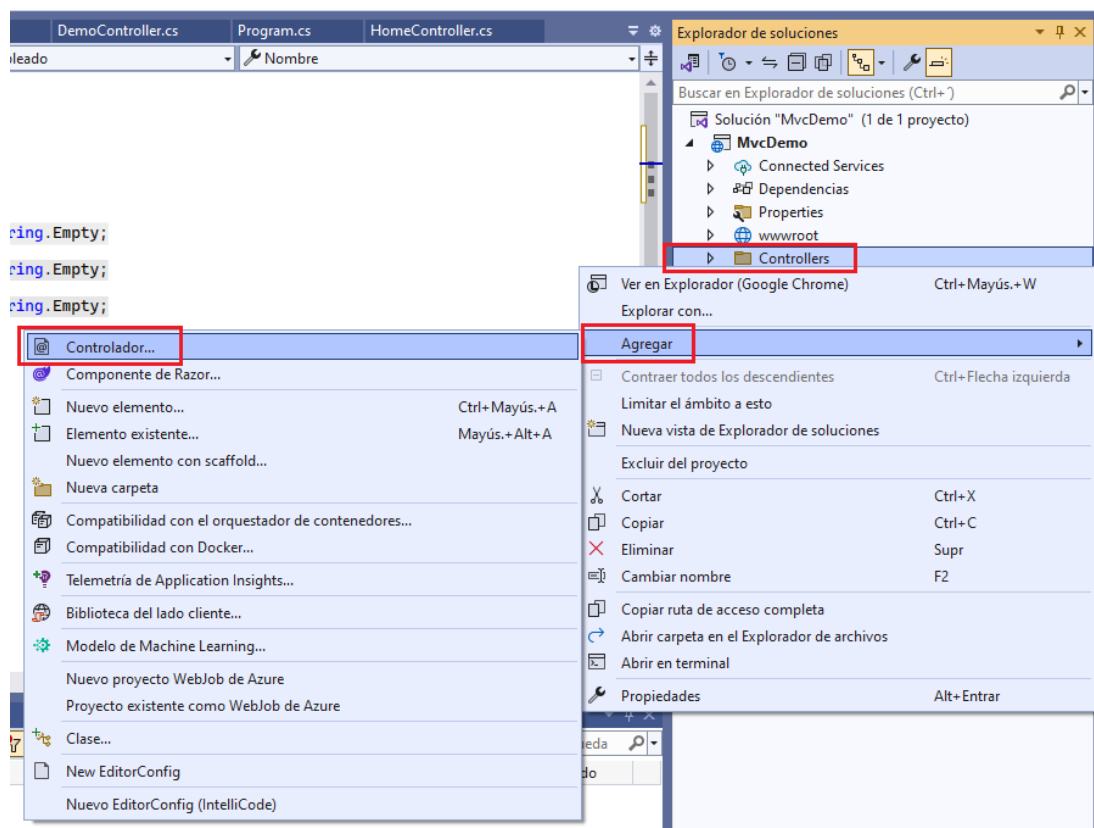 DemoController.cs
Program.cs
HomeController.cs
Nombre
ring.Empty;
ring.Empty;
ring.Empty;
Explorador de soluciones
Buscar en Explorador de soluciones (Ctrl+´)
Solución "MvcDemo" (1 de 1 proyecto)
MvcDemo
Connected Services
Dependencias
Properties
wwwroot
Controllers
Ver en Explorador (Google Chrome) Ctrl+Mayús.+W
Explorar con...
Agregar
Contraer todos los descendientes Ctrl+Flecha izquierda
Limitar el ámbito a esto
Nueva vista de Explorador de soluciones
Excluir del proyecto
Cortar Ctrl+X
Copiar Ctrl+C
Eliminar Supr
Cambiar nombre F2
Copiar ruta de acceso completa
Abrir carpeta en el Explorador de archivos
Abrir en terminal
Propiedades Alt+Entrar
Controlador...
Componente de Razor...
Nuevo elemento... Ctrl+Mayús.+A
Elemento existente... Mayús.+Alt+A
Nuevo elemento con scaffold...
Nueva carpeta
Compatibilidad con el orquestador de contenedores...
Compatibilidad con Docker...
Telemetría de Application Insights...
Biblioteca del lado cliente...
Modelo de Machine Learning...
Nuevo proyecto WebJob de Azure
Proyecto existente como WebJob de Azure
Clase...
New EditorConfig
Nuevo EditorConfig (IntelliCode)